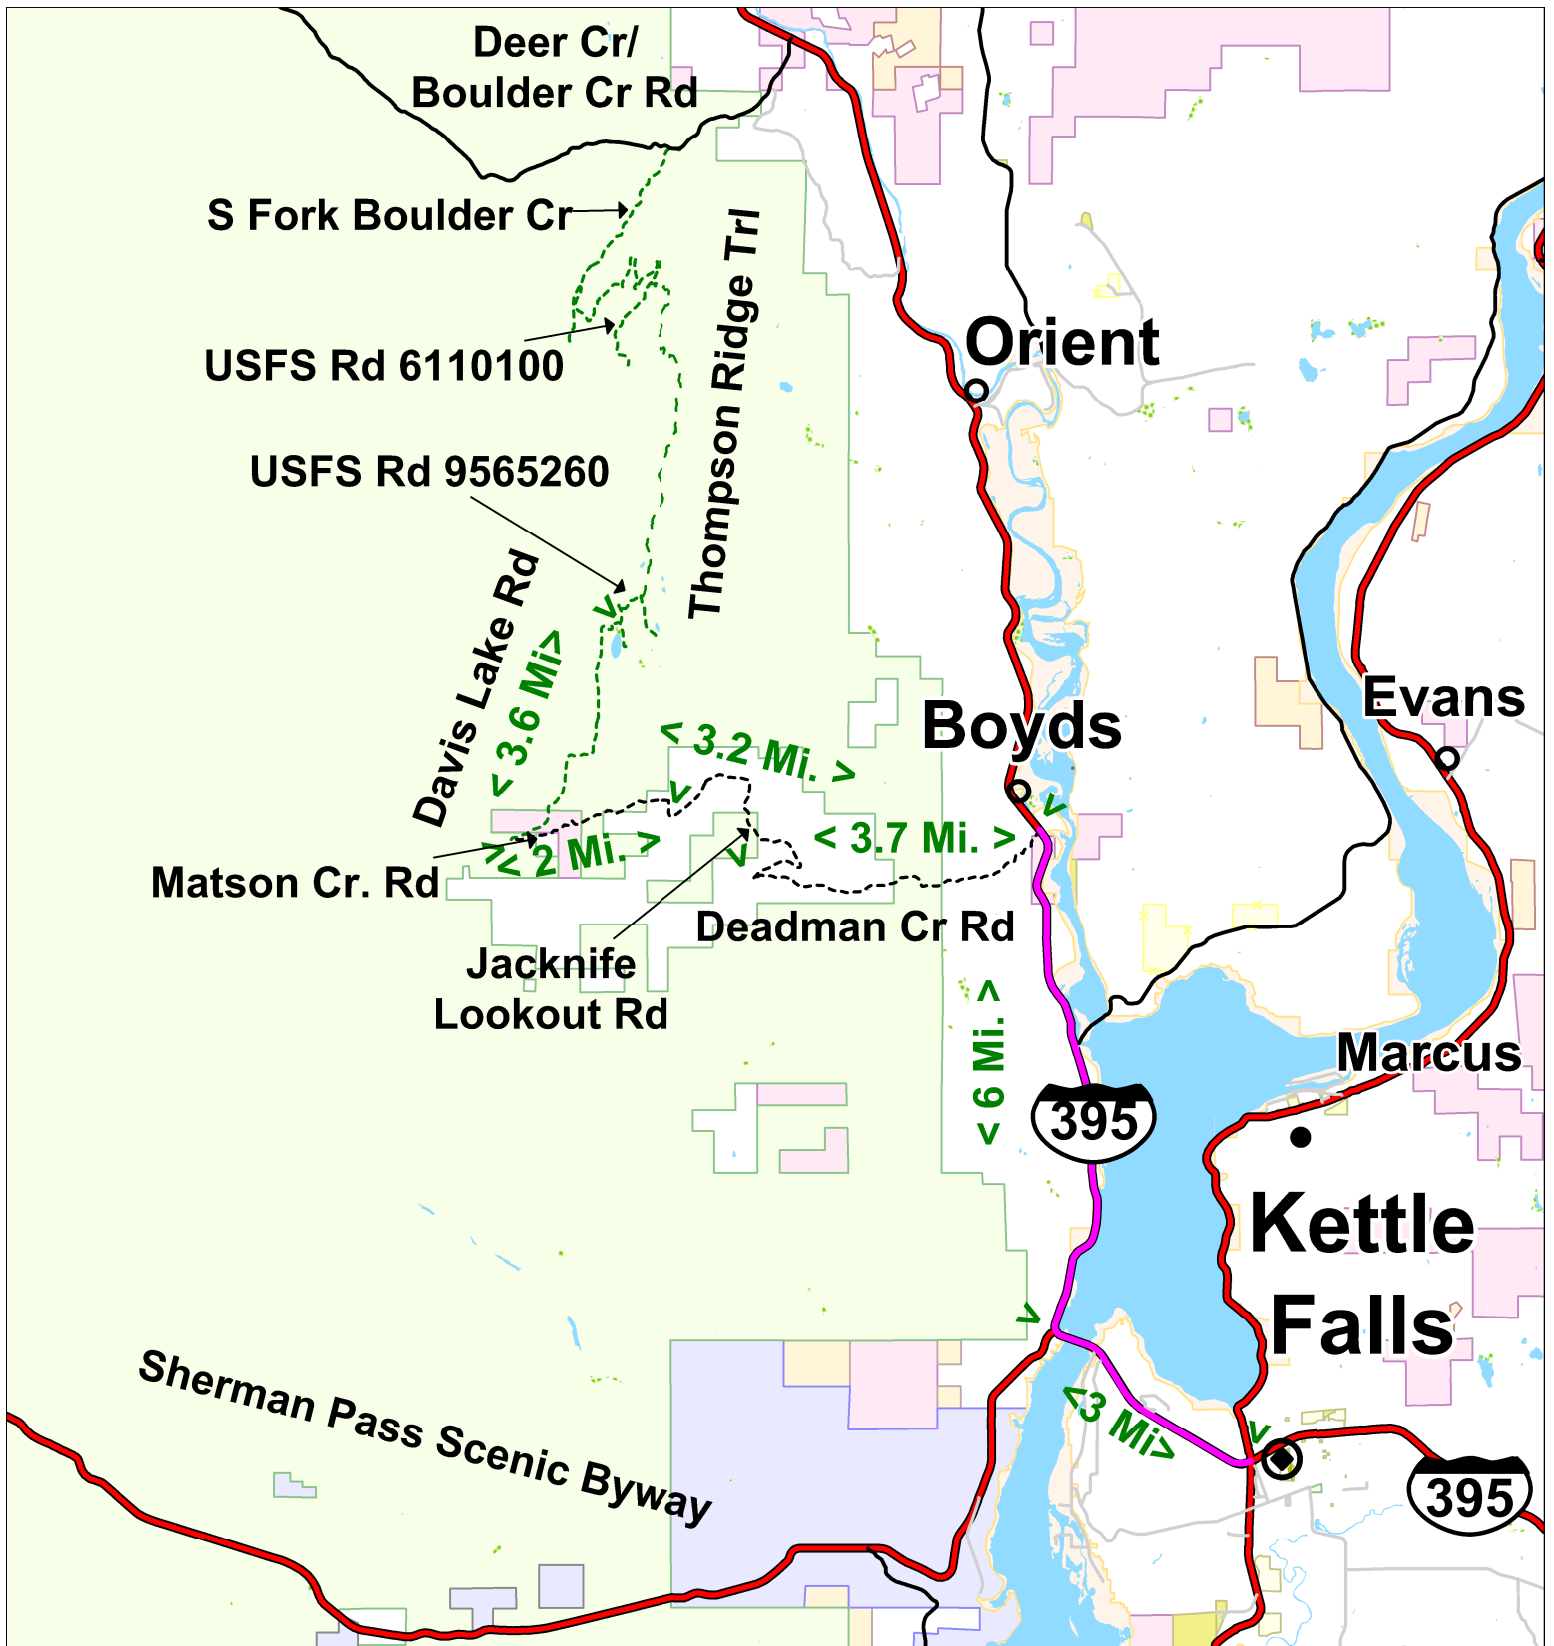 Deer Cr/
Boulder Cr Rd
S Fork Boulder Cr
Thompson Ridge Trl
Orient
USFS Rd 6110100
USFS Rd 9565260
Davis Lake Rd
< 3.6 Mi>
Evans
Boyds
< 3.2 Mi. >
< 3.7 Mi. >
< 2 Mi. >
Matson Cr. Rd
Deadman Cr Rd
Jacknife
Lookout Rd
< 6 Mi. >
Marcus
395
Kettle
Falls
Sherman Pass Scenic Byway
<3 Mi>
395